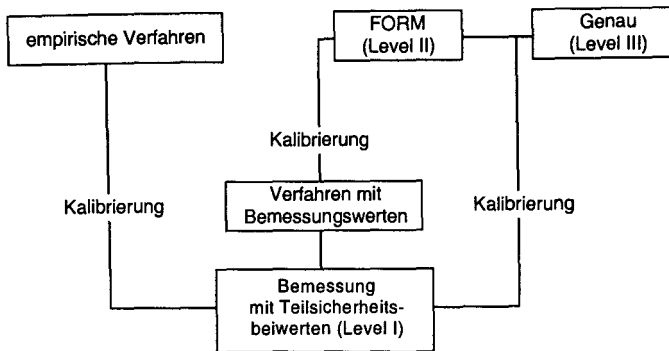 empirische Verfahren
FORM
(Level II)
Genau
(Level III)
Kalibrierung
Kalibrierung
Kalibrierung
Verfahren mit
Bemessungswerten
Bemessung
mit Teilsicherheits-
beiwerten (Level I)